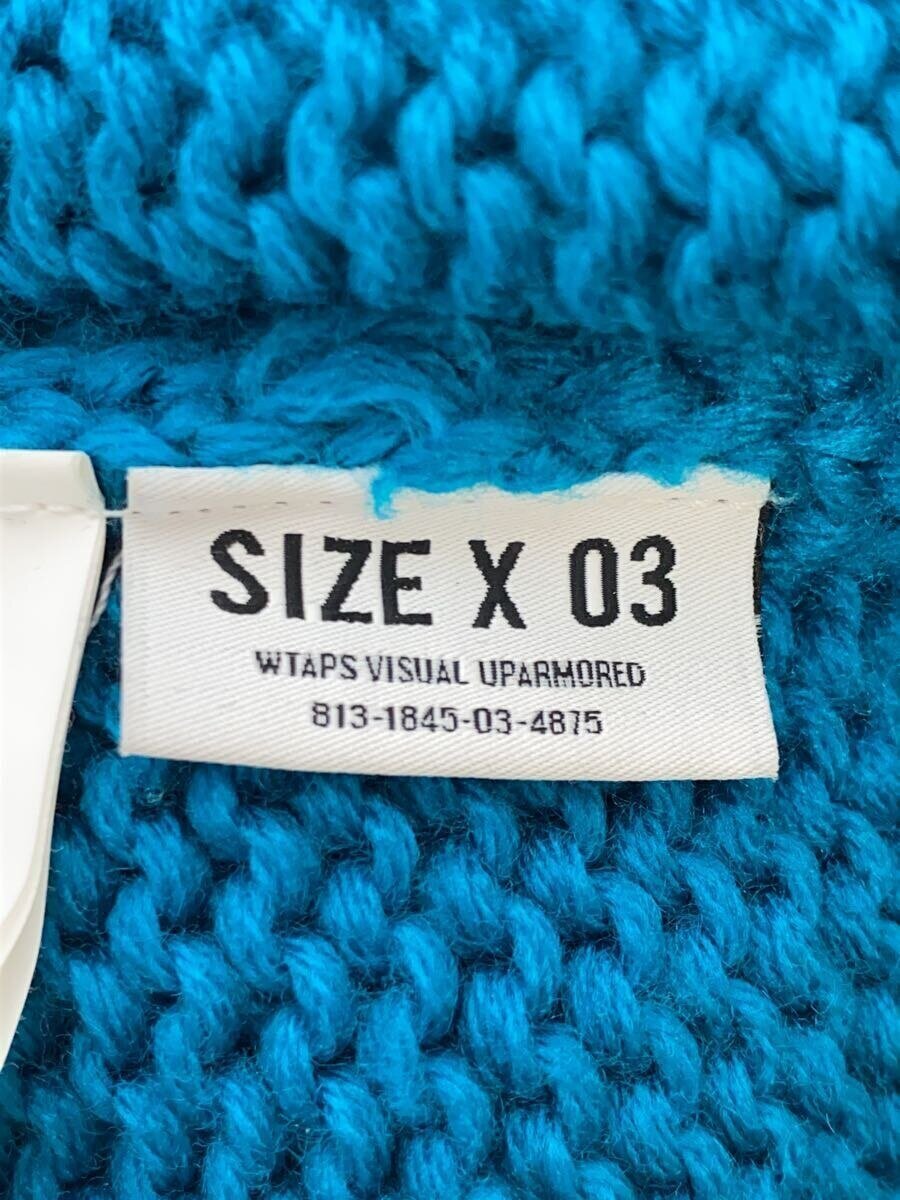 SIZE X 03
WTAPS VISUAL UPARMORED
813-1845-03-4875